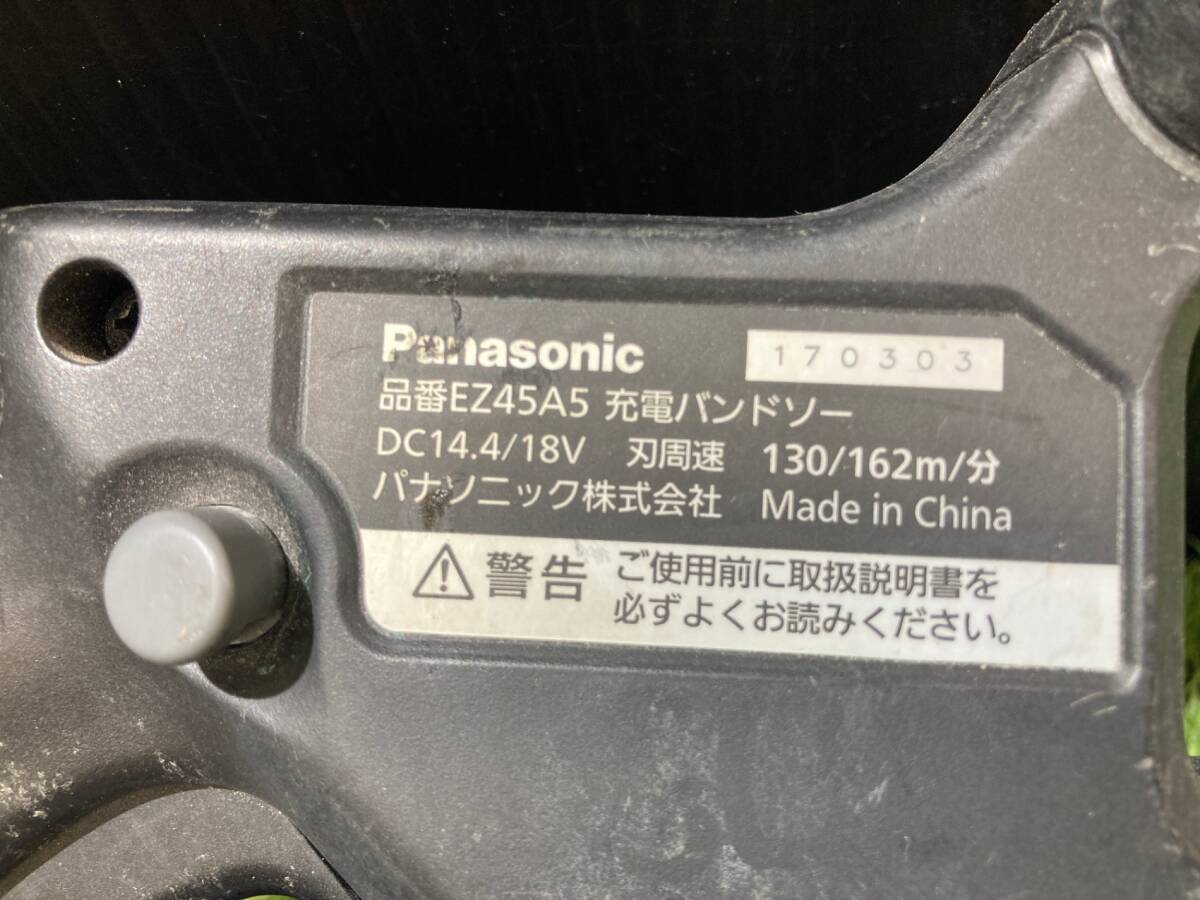 Panasonic 170303
品番EZ45A5 充電バンドソー
DC14.4/18V 刃周速 130/162m/分
パナソニック株式会社 Made in China
警告 ご使用前に取扱説明書を
必ずよくお読みください。